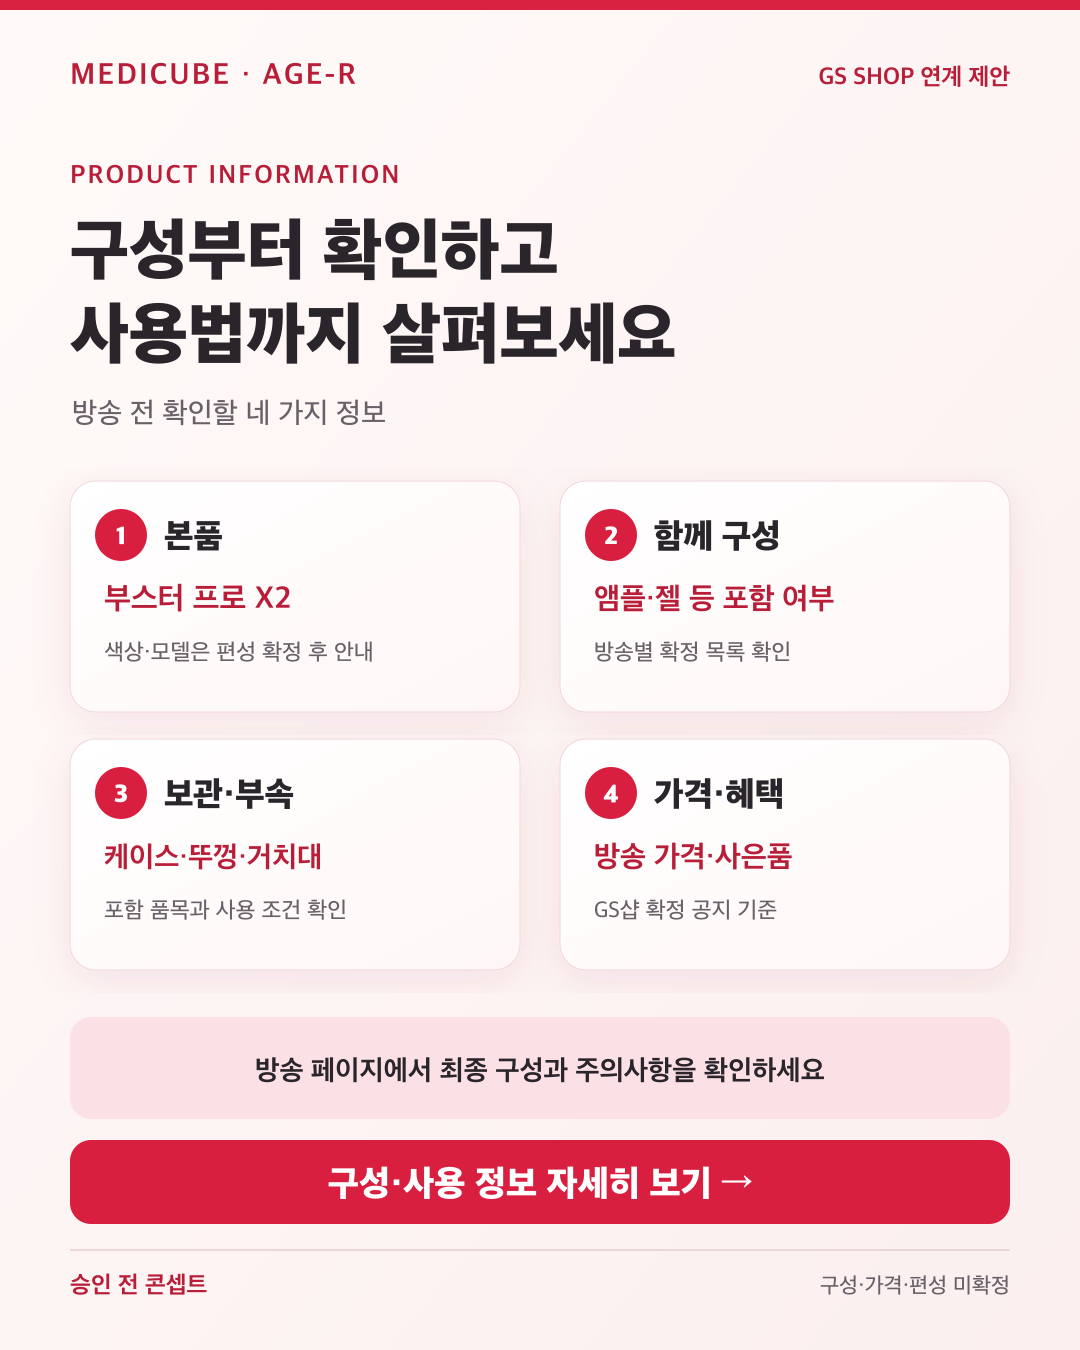 MEDICUBE · AGE-R
GS SHOP 연계 제안
PRODUCT INFORMATION
구성부터 확인하고
사용법까지 살펴보세요
방송 전 확인할 네 가지 정보
1 본품
부스터 프로 X2
색상·모델은 편성 확정 후 안내
2 함께 구성
앰플·젤 등 포함 여부
방송별 확정 목록 확인
3 보관·부속
케이스·뚜껑·거치대
포함 품목과 사용 조건 확인
4 가격·혜택
방송 가격·사은품
GS샵 확정 공지 기준
방송 페이지에서 최종 구성과 주의사항을 확인하세요
구성·사용 정보 자세히 보기 →
승인 전 콘셉트
구성·가격·편성 미확정